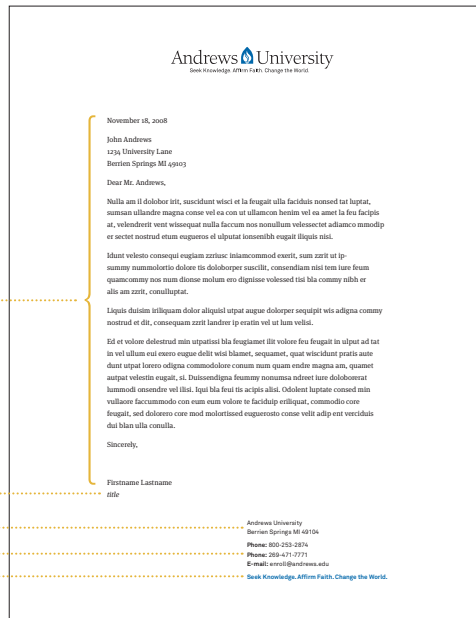 Andrews University
Seek Knowledge. Affirm Faith. Change the World.
November 18, 2008
John Andrews
1234 University Lane
Berrien Springs MI 49103
Dear Mr. Andrews,
Nulla am il dolobor irit, suscidunt wisci et la feugait ulla faciduis nonsed tat luptat,
sumsan ullandre magna conse vel ea con ut ullamcon henim vel ea amet la feu facipis
at, velendrerit vent wissequat nulla faccum nos nonullum velessectet adiamco mmodip
er sectet nostrud etum eugueros el ulputat ionsenibh eugait iliquis nisi.
Idunt velesto consequi eugiam zzriusc iniamcommod exerit, sum zzrit ut ip-
summy nummolortio dolore tis doloborper suscilit, consendiam nisi tem iure feum
quamcommy nos num dionse molum ero dignisse volessed tisi bla commy nibh er
alis am zzrit, conulluptat.
Liquis duisim iriliquam dolor aliquisl utpat augue dolorper sequipit wis adigna commy
nostrud et dit, consequam zzrit landrer ip eratin vel ut lum velisi.
Ed et volore delestrud min utpatissi bla feugiamet ilit volore feu feugait in ulput ad tat
in vel ullum eui exero eugue delit wisi blamet, sequamet, quat wiscidunt pratis aute
dunt utpat lorero odigna commodolore conum num quam endre magna am, quamet
autpat velestin eugait, si. Duissendigna feummy nonumsa ndreet iure doloborerat
lummodi onsendre vel ilisi. Iqui bla feui tis acipis alisi. Odolent luptate consed min
vullaore faccummodo con eum eum volore te faciduip eriliquat, commodio core
feugait, sed dolorero core mod molortissed euguerosto conse velit adip ent verciduis
dui blan ulla conulla.
Sincerely,
Firstname Lastname
title
Andrews University
Berrien Springs MI 49104
Phone: 800-253-2874
Phone: 269-471-7771
E-mail: enroll@andrews.edu
Seek Knowledge. Affirm Faith. Change the World.